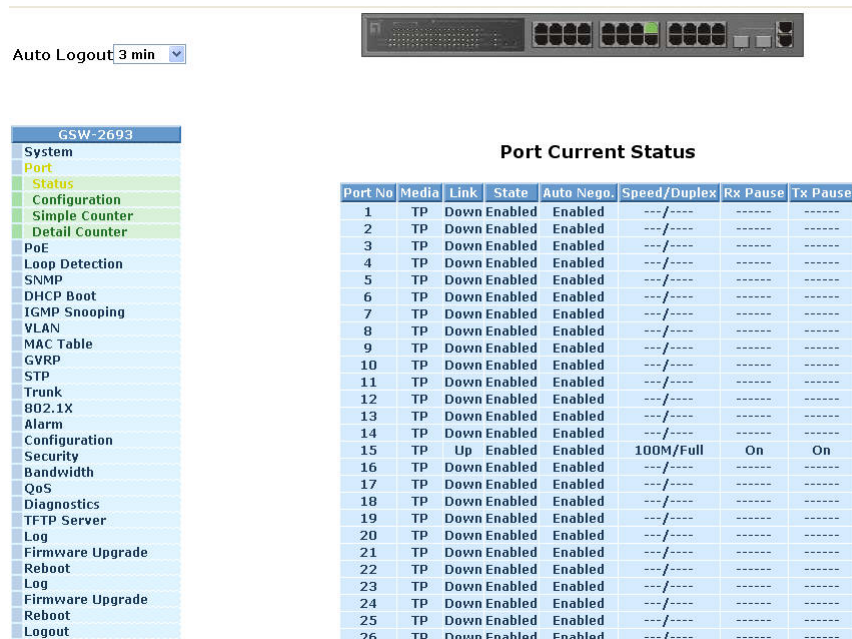 Auto Logout 3 min
GSW-2693
System
Port
Status
Configuration
Simple Counter
Detail Counter
PoE
Loop Detection
SNMP
DHCP Boot
IGMP Snooping
VLAN
MAC Table
GVRP
STP
Trunk
802.1X
Alarm
Configuration
Security
Bandwidth
QoS
Diagnostics
TFTP Server
Log
Firmware Upgrade
Reboot
Log
Firmware Upgrade
Reboot
Logout
Port Current Status
Port No Media Link State Auto Nego. Speed/Duplex Rx Pause Tx Pause
1 TP Down Enabled Enabled ---/---- ------ ------
2 TP Down Enabled Enabled ---/---- ------ ------
3 TP Down Enabled Enabled ---/---- ------ ------
4 TP Down Enabled Enabled ---/---- ------ ------
5 TP Down Enabled Enabled ---/---- ------ ------
6 TP Down Enabled Enabled ---/---- ------ ------
7 TP Down Enabled Enabled ---/---- ------ ------
8 TP Down Enabled Enabled ---/---- ------ ------
9 TP Down Enabled Enabled ---/---- ------ ------
10 TP Down Enabled Enabled ---/---- ------ ------
11 TP Down Enabled Enabled ---/---- ------ ------
12 TP Down Enabled Enabled ---/---- ------ ------
13 TP Down Enabled Enabled ---/---- ------ ------
14 TP Down Enabled Enabled ---/---- ------ ------
15 TP Up Enabled Enabled 100M/Full On On
16 TP Down Enabled Enabled ---/---- ------ ------
17 TP Down Enabled Enabled ---/---- ------ ------
18 TP Down Enabled Enabled ---/---- ------ ------
19 TP Down Enabled Enabled ---/---- ------ ------
20 TP Down Enabled Enabled ---/---- ------ ------
21 TP Down Enabled Enabled ---/---- ------ ------
22 TP Down Enabled Enabled ---/---- ------ ------
23 TP Down Enabled Enabled ---/---- ------ ------
24 TP Down Enabled Enabled ---/---- ------ ------
25 TP Down Enabled Enabled ---/---- ------ ------
26 TP Down Enabled Enabled ---/---- ------ ------